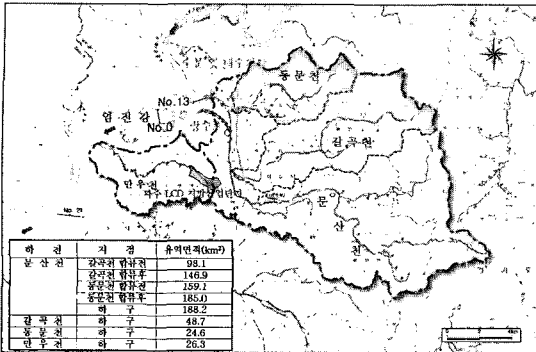 동문천
No.13
임진강
No.0
갈곡천
만우천
파주 LCD 지방산업단지
문산천
하 천 지 점 유역면적(km²)
문 산 천 갈곡천 합류전 98.1
갈곡천 합류후 146.9
동문천 합류전 159.1
동문천 합류후 185.0
하 구 188.2
갈 곡 천 하 구 48.7
동 문 천 하 구 24.6
만 우 천 하 구 26.3